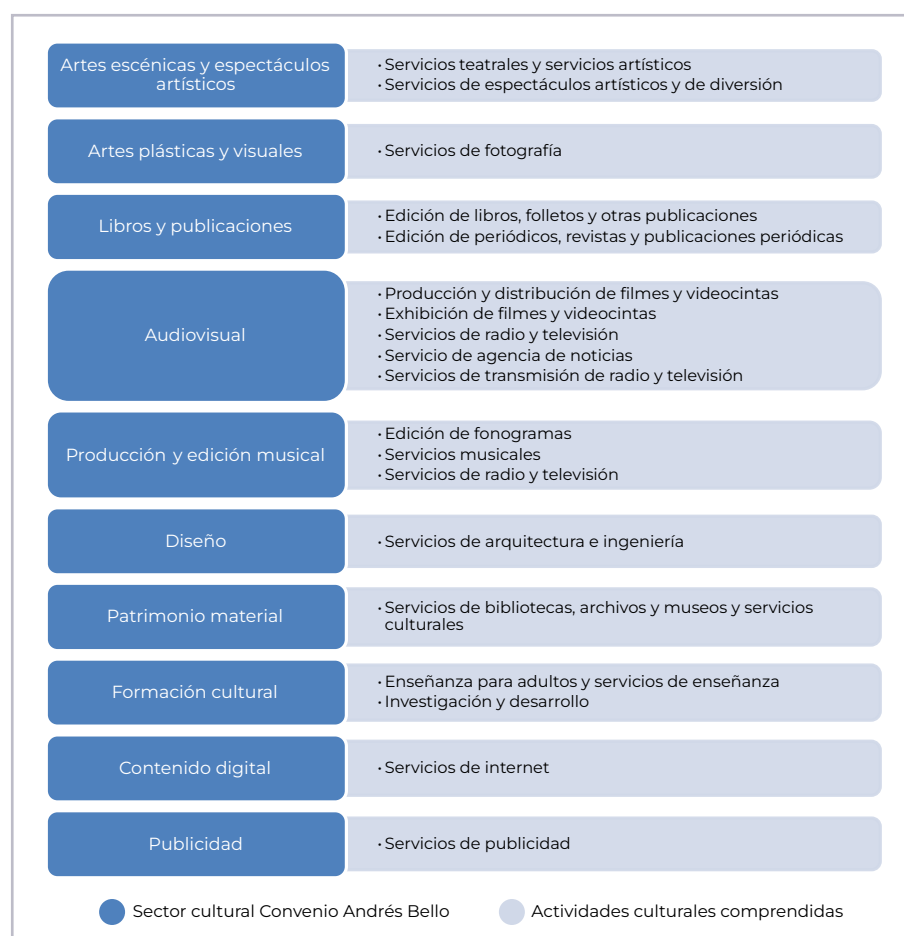 Artes escénicas y espectáculos
artísticos
· Servicios teatrales y servicios artísticos
· Servicios de espectáculos artísticos y de diversión
Artes plásticas y visuales
· Servicios de fotografía
Libros y publicaciones
· Edición de libros, folletos y otras publicaciones
· Edición de periódicos, revistas y publicaciones periódicas
Audiovisual
· Producción y distribución de filmes y videocintas
· Exhibición de filmes y videocintas
· Servicios de radio y televisión
· Servicio de agencia de noticias
· Servicios de transmisión de radio y televisión
Producción y edición musical
· Edición de fonogramas
· Servicios musicales
· Servicios de radio y televisión
Diseño
· Servicios de arquitectura e ingeniería
Patrimonio material
· Servicios de bibliotecas, archivos y museos y servicios
culturales
Formación cultural
· Enseñanza para adultos y servicios de enseñanza
· Investigación y desarrollo
Contenido digital
· Servicios de internet
Publicidad
· Servicios de publicidad
Sector cultural Convenio Andrés Bello
Actividades culturales comprendidas